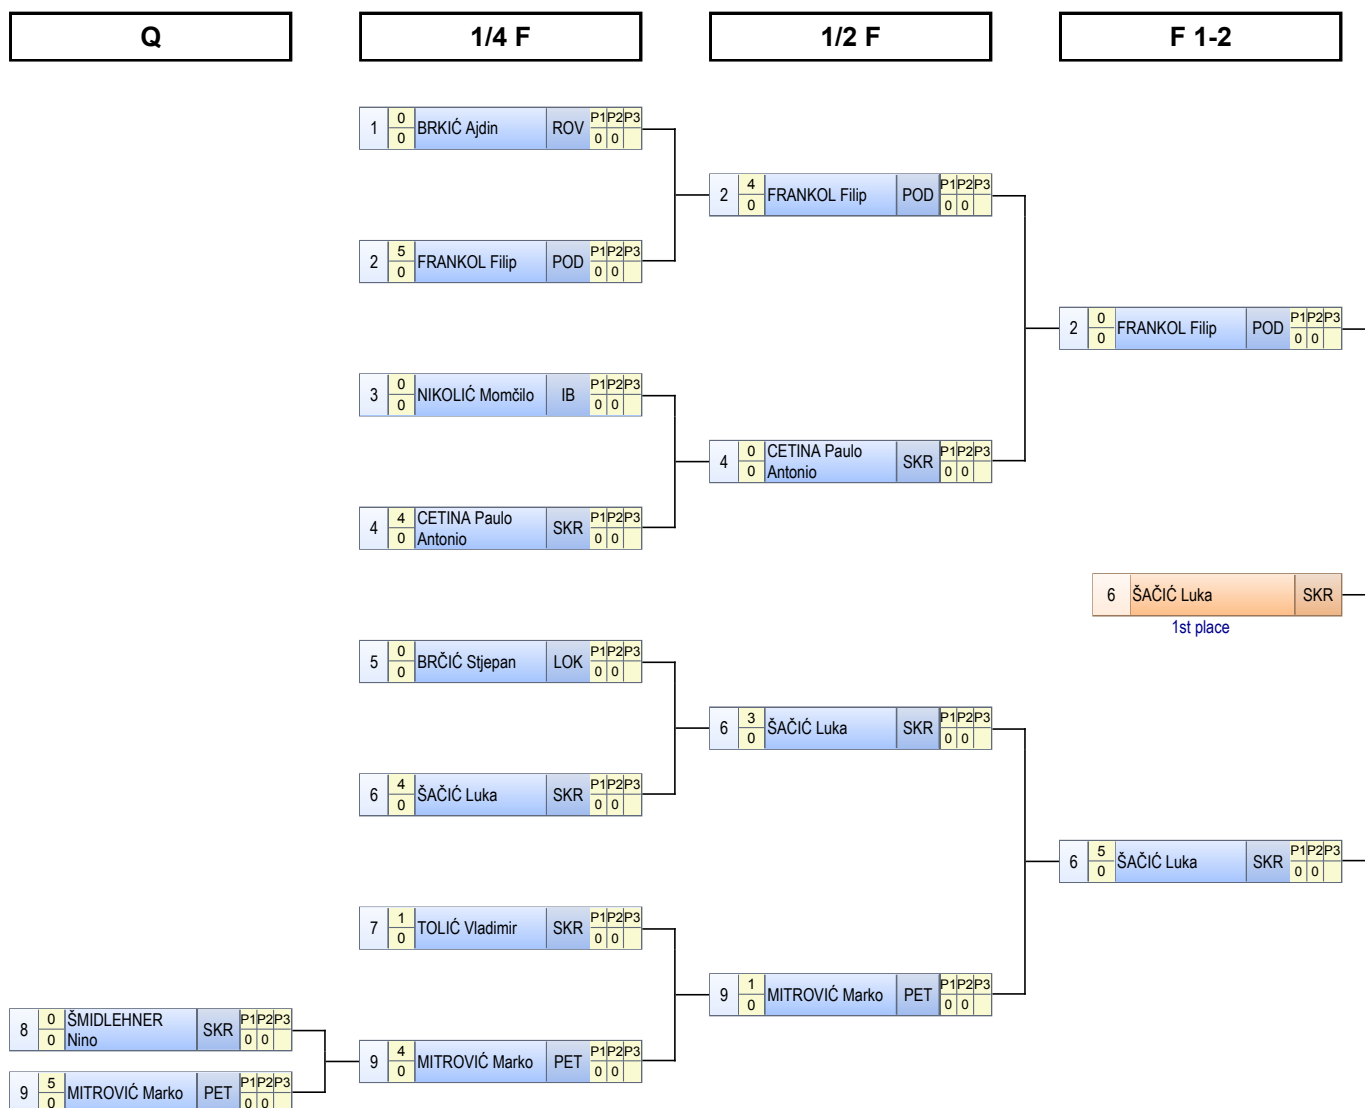 Q 1/4 F 1/2 F F 1-2
1 0 0 BRKIĆ Ajdin ROV P1 P2 P3 0 0
2 4 0 FRANKOL Filip POD P1 P2 P3 0 0
2 5 0 FRANKOL Filip POD P1 P2 P3 0 0
2 0 0 FRANKOL Filip POD P1 P2 P3 0 0
3 0 0 NIKOLIĆ Momčilo IB P1 P2 P3 0 0
4 0 0 CETINA Paulo
Antonio SKR P1 P2 P3 0 0
4 4 0 CETINA Paulo
Antonio SKR P1 P2 P3 0 0
6 ŠAČIĆ Luka SKR
1st place
5 0 0 BRČIĆ Stjepan LOK P1 P2 P3 0 0
6 3 0 ŠAČIĆ Luka SKR P1 P2 P3 0 0
6 4 0 ŠAČIĆ Luka SKR P1 P2 P3 0 0
6 5 0 ŠAČIĆ Luka SKR P1 P2 P3 0 0
7 1 0 TOLIĆ Vladimir SKR P1 P2 P3 0 0
9 1 0 MITROVIĆ Marko PET P1 P2 P3 0 0
8 0 0 ŠMIDLEHNER
Nino SKR P1 P2 P3 0 0
9 4 0 MITROVIĆ Marko PET P1 P2 P3 0 0
9 5 0 MITROVIĆ Marko PET P1 P2 P3 0 0